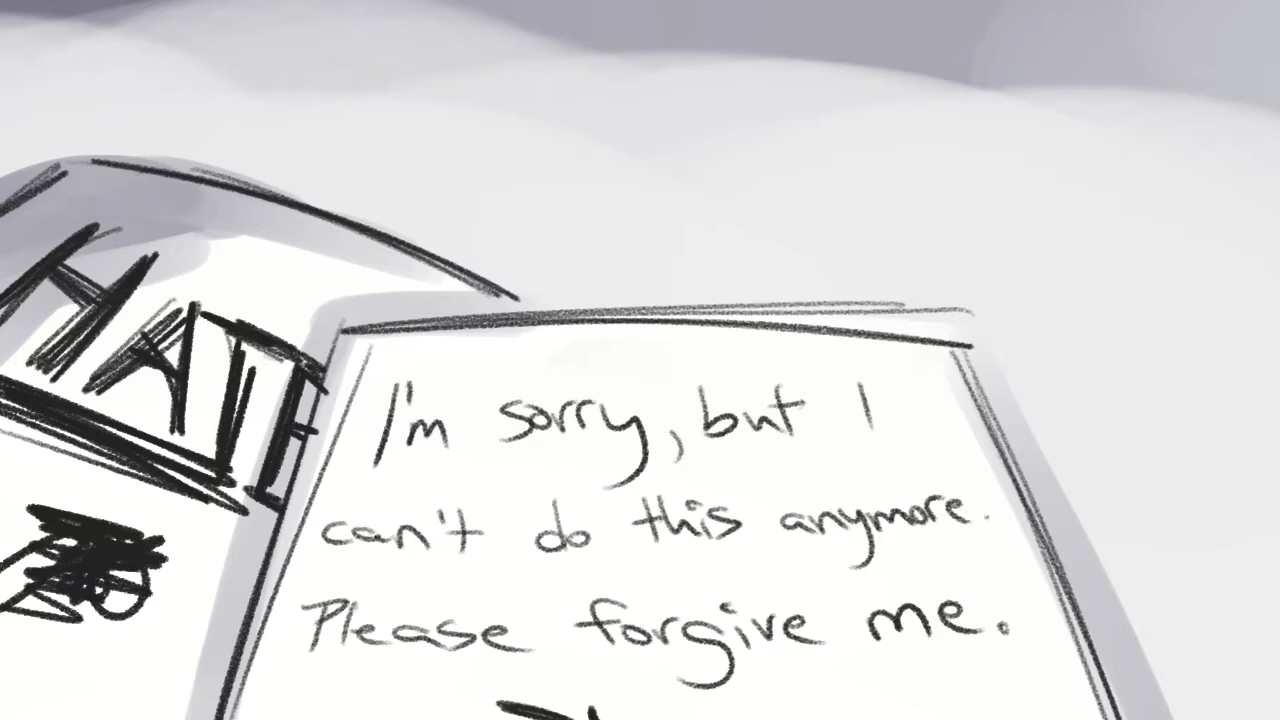 HATE
I'm sorry, but I
can't do this anymore.
Please forgive me.